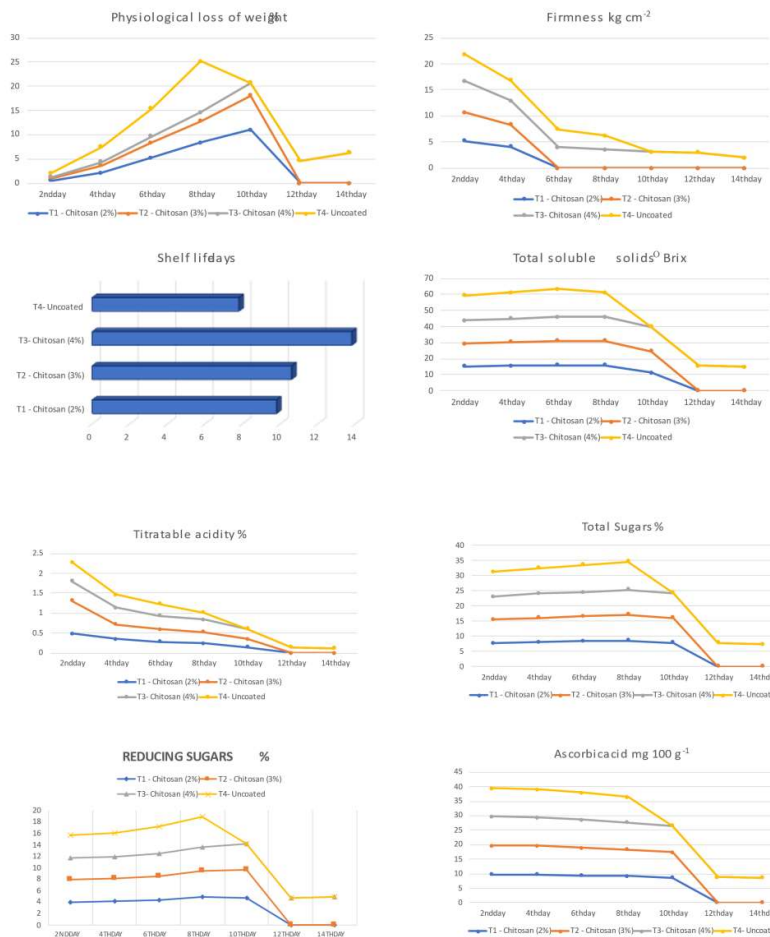 Physiological loss of weight%
30
25
20
15
10
5
0
2ndday 4thday 6thday 8thday 10thday 12thday 14thday
T1 - Chitosan (2%) T2 - Chitosan (3%) T3- Chitosan (4%) T4- Uncoated
Firmness kg cm-2
25
20
15
10
5
0
2ndday 4thday 6thday 8thday 10thday 12thday 14thday
T1 - Chitosan (2%) T2 - Chitosan (3%)
T3- Chitosan (4%) T4- Uncoated
Shelf lifedays
T4- Uncoated
T3- Chitosan (4%)
T2 - Chitosan (3%)
T1 - Chitosan (2%)
0 2 4 6 8 10 12 14
Total soluble solidsO Brix
70
60
50
40
30
20
10
0
2ndday 4thday 6thday 8thday 10thday 12thday 14thday
T1 - Chitosan (2%) T2 - Chitosan (3%)
T3- Chitosan (4%) T4- Uncoated
Titratable acidity %
2.5
2
1.5
1
0.5
0
2ndday 4thday 6thday 8thday 10thday 12thday 14thday
T1 - Chitosan (2%) T2 - Chitosan (3%)
T3- Chitosan (4%) T4- Uncoated
Total Sugars %
40
35
30
25
20
15
10
5
0
2ndday 4thday 6thday 8thday 10thday 12thday 14thd
T1 - Chitosan (2%) T2 - Chitosan (3%) T3- Chitosan (4%) T4- Uncoated
REDUCING SUGARS %
T1 - Chitosan (2%) T2 - Chitosan (3%)
T3- Chitosan (4%) T4- Uncoated
20
18
16
14
12
10
8
6
4
2
0
2NDDAY 4THDAY 6THDAY 8THDAY 10THDAY 12THDAY 14THDAY
Ascorbicacid mg 100 g-1
45
40
35
30
25
20
15
10
5
0
2ndday 4thday 6thday 8thday 10thday 12thday 14thday
T1 - Chitosan (2%) T2 - Chitosan (3%)
T3- Chitosan (4%) T4- Uncoated